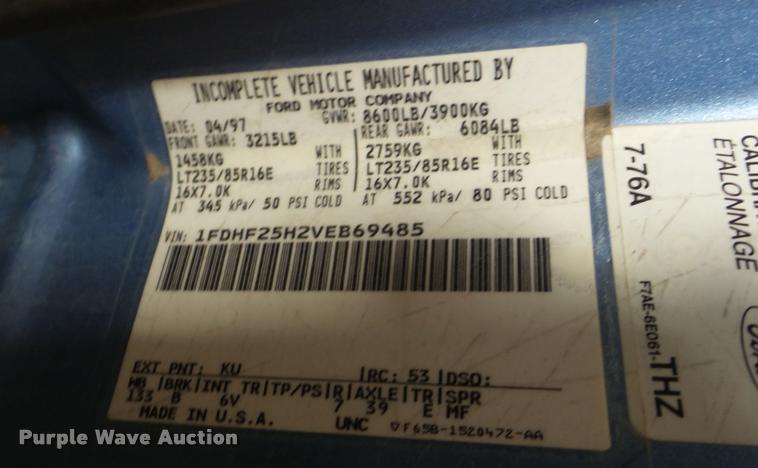 INCOMPLETE VEHICLE MANUFACTURED BY
FORD MOTOR COMPANY
DATE: 04/97 GVWR: 8600LB/3900KG
FRONT GAWR: 3215LB REAR GAWR: 6084LB
1458KG WITH 2759KG WITH
LT235/85R16E TIRES LT235/85R16E TIRES
16X7.0K RIMS 16X7.0K RIMS
AT 345 kPa/ 50 PSI COLD AT 552 kPa/ 80 PSI COLD
VIN: 1FDHF25H2VEB69485
EXT PNT: KU RC: 53 DSO:
WB BRK INT TR TP/PS R AXLE TR SPR
133 B 6V 7 39 E MF
MADE IN U.S.A. UNC F65B-1520472-AA
ÉTALONNAGE
7-76A
F7AE-6E061-THZ
Purple Wave Auction